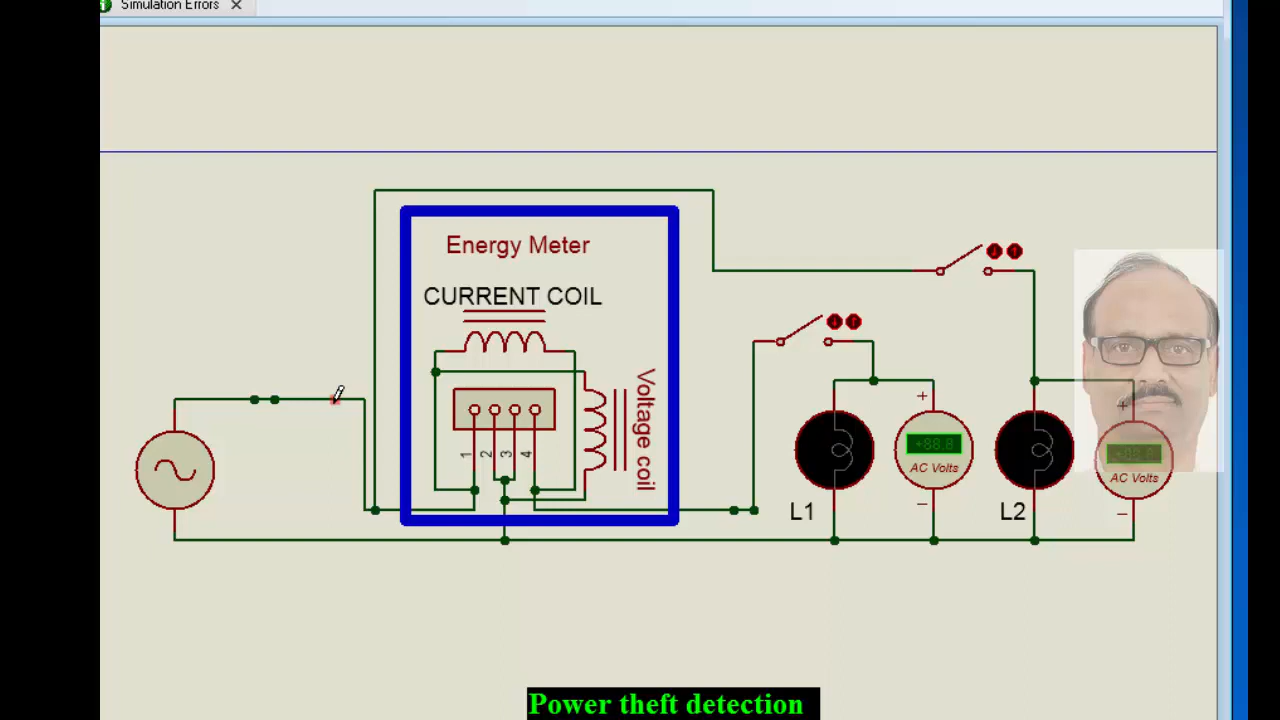 Simulation Errors
Energy Meter
CURRENT COIL
Voltage coil
1
2
3
4
+
AC Volts
−
+
AC Volts
−
L1
L2
Power theft detection